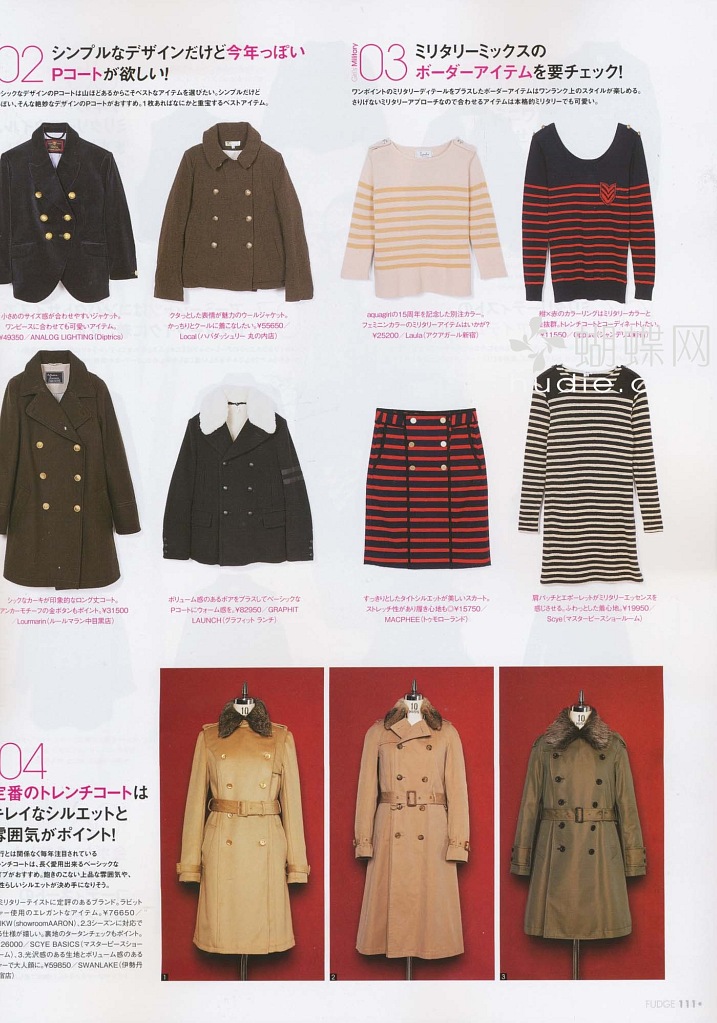 02 シンプルなデザインだけど今年っぽい
Pコートが欲しい!
シックなデザインのPコートは山ほどあるからこそベストなアイテムを選びたい。シンプルだけど
ぽい、そんな絶妙なデザインのPコートがおすすめ。1枚あればなにかと重宝するベストアイテム。
Girl's Military
03 ミリタリーミックスの
ボーダーアイテムを要チェック!
ワンポイントのミリタリーディテールをプラスしたボーダーアイテムはワンランク上のスタイルが楽しめる。
さりげないミリタリーアプローチなので合わせるアイテムは本格的ミリタリーでも可愛い。
小さめのサイズ感が合わせやすいジャケット。
ワンピースに合わせても可愛いアイテム。
¥49350/ANALOG LIGHTING(Diptrics)
クタっとした表情が魅力のウールジャケット。
かっちりとクールに着こなしたい。¥55650/
Local(ハバダッシュリー 丸の内店)
aquagirlの15周年を記念した別注カラー。
フェミニンカラーのミリタリーアイテムはいかが?
¥25200/Laula(アクアガール新宿)
紺×赤のカラーリングはミリタリーカラーと
抜群。トレンチコートとコーディネートしたい。
蝴蝶网
nudie.c
シックなカーキが印象的なロング丈コート。
アンカーモチーフの金ボタンもポイント。¥31500
Lourmarin(ルールマラン中目黒店)
ボリューム感のあるボアをプラスしてベーシックな
Pコートにウォーム感を。¥82950/GRAPHIT
LAUNCH(グラフィット ランチ)
すっきりとしたタイトシルエットが美しいスカート。
ストレッチ性があり履き心地も◎¥15750/
MACPHEE(トゥモローランド)
肩パッチとエポーレットがミリタリーエッセンスを
感じさせる。ふわっとした着心地。¥19950/
Scye(マスターピースショールーム)
04
定番のトレンチコートは
キレイなシルエットと
雰囲気がポイント!
行とは関係なく毎年注目されている
レンチコートは、長く愛用出来るベーシックな
イプがおすすめ。飽きのこない上品な雰囲気や、
性らしいシルエットが決め手になりそう。
ミリタリーテイストに定評のあるブランド。ラビット
ァー使用のエレガントなアイテム。¥76650/
HKW(showroomAARON)、2.3シーズンに対応で
る仕様が嬉しい。裏地のタータンチェックもポイント。
26000/SCYE BASICS(マスターピースショー
ーム)、3.光沢感のある生地とボリューム感のある
ァーで大人顔に。¥59850/SWANLAKE(伊勢丹
宿店)
10
10
10
1
2
3
FUDGE·111